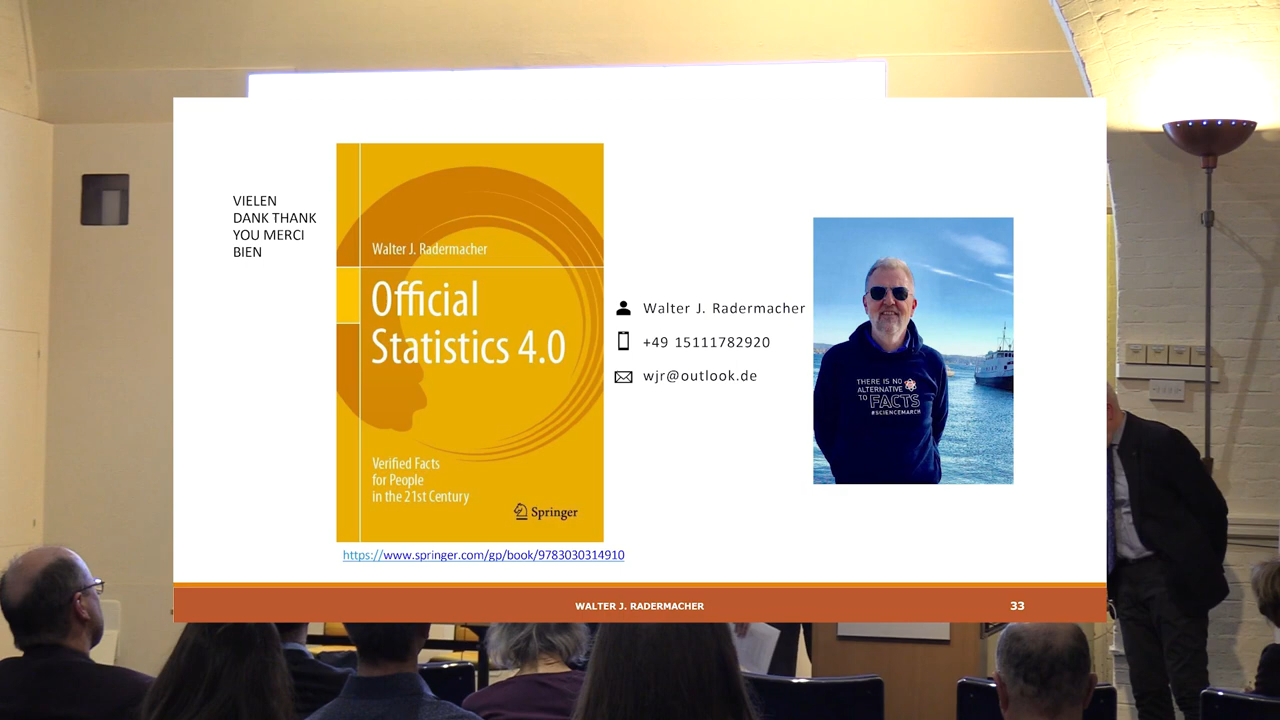 VIELEN
DANK THANK
YOU MERCI
BIEN
Walter J. Radermacher
Official
Statistics 4.0
Verified Facts
for People
in the 21st Century
Springer
https://www.springer.com/gp/book/9783030314910
Walter J. Radermacher
+49 15111782920
wjr@outlook.de
THERE IS NO
ALTERNATIVE
TO FACTS
#SCIENCEMARCH
WALTER J. RADERMACHER
33